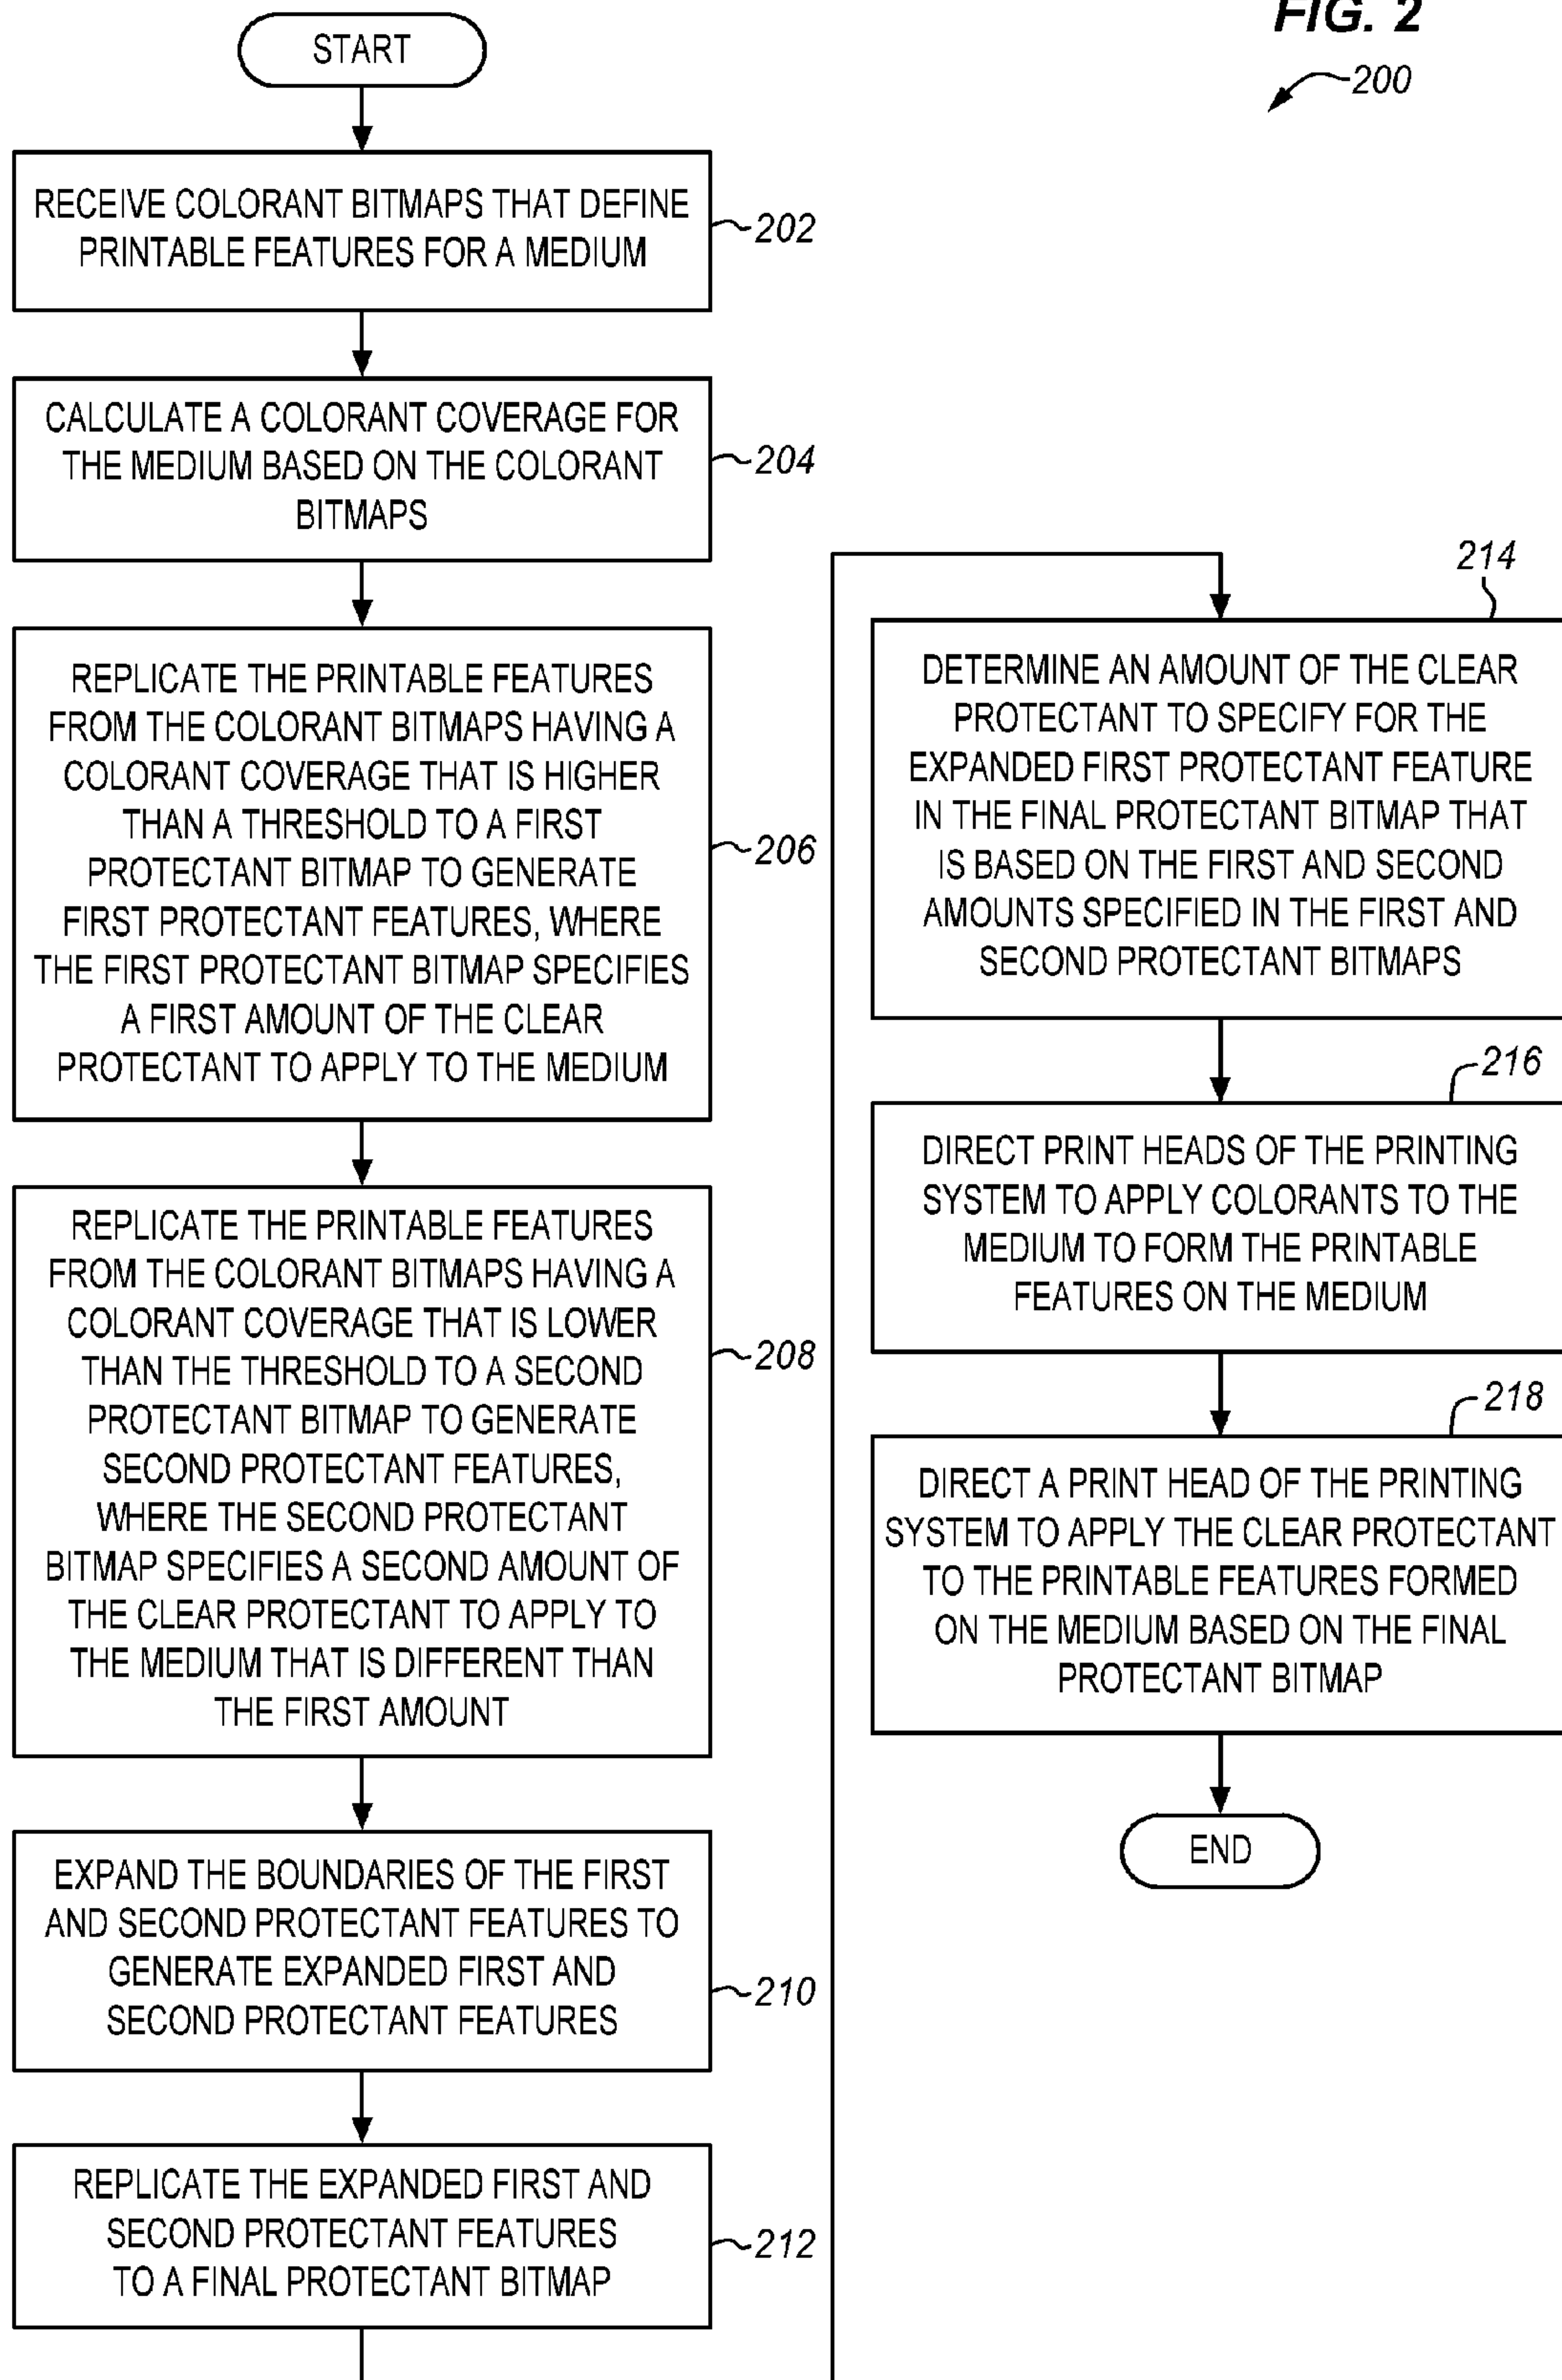 FIG. 2
200
START
RECEIVE COLORANT BITMAPS THAT DEFINE
PRINTABLE FEATURES FOR A MEDIUM
202
CALCULATE A COLORANT COVERAGE FOR
THE MEDIUM BASED ON THE COLORANT
BITMAPS
204
REPLICATE THE PRINTABLE FEATURES
FROM THE COLORANT BITMAPS HAVING A
COLORANT COVERAGE THAT IS HIGHER
THAN A THRESHOLD TO A FIRST
PROTECTANT BITMAP TO GENERATE
FIRST PROTECTANT FEATURES, WHERE
THE FIRST PROTECTANT BITMAP SPECIFIES
A FIRST AMOUNT OF THE CLEAR
PROTECTANT TO APPLY TO THE MEDIUM
206
REPLICATE THE PRINTABLE FEATURES
FROM THE COLORANT BITMAPS HAVING A
COLORANT COVERAGE THAT IS LOWER
THAN THE THRESHOLD TO A SECOND
PROTECTANT BITMAP TO GENERATE
SECOND PROTECTANT FEATURES,
WHERE THE SECOND PROTECTANT
BITMAP SPECIFIES A SECOND AMOUNT OF
THE CLEAR PROTECTANT TO APPLY TO
THE MEDIUM THAT IS DIFFERENT THAN
THE FIRST AMOUNT
208
EXPAND THE BOUNDARIES OF THE FIRST
AND SECOND PROTECTANT FEATURES TO
GENERATE EXPANDED FIRST AND
SECOND PROTECTANT FEATURES
210
REPLICATE THE EXPANDED FIRST AND
SECOND PROTECTANT FEATURES
TO A FINAL PROTECTANT BITMAP
212
214
DETERMINE AN AMOUNT OF THE CLEAR
PROTECTANT TO SPECIFY FOR THE
EXPANDED FIRST PROTECTANT FEATURE
IN THE FINAL PROTECTANT BITMAP THAT
IS BASED ON THE FIRST AND SECOND
AMOUNTS SPECIFIED IN THE FIRST AND
SECOND PROTECTANT BITMAPS
216
DIRECT PRINT HEADS OF THE PRINTING
SYSTEM TO APPLY COLORANTS TO THE
MEDIUM TO FORM THE PRINTABLE
FEATURES ON THE MEDIUM
218
DIRECT A PRINT HEAD OF THE PRINTING
SYSTEM TO APPLY THE CLEAR PROTECTANT
TO THE PRINTABLE FEATURES FORMED
ON THE MEDIUM BASED ON THE FINAL
PROTECTANT BITMAP
END